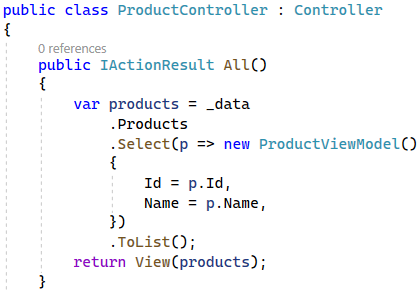 public class ProductController : Controller
{
0 references
public IActionResult All()
{
var products = _data
.Products
.Select(p => new ProductViewModel()
{
Id = p.Id,
Name = p.Name,
})
.ToList();
return View(products);
}